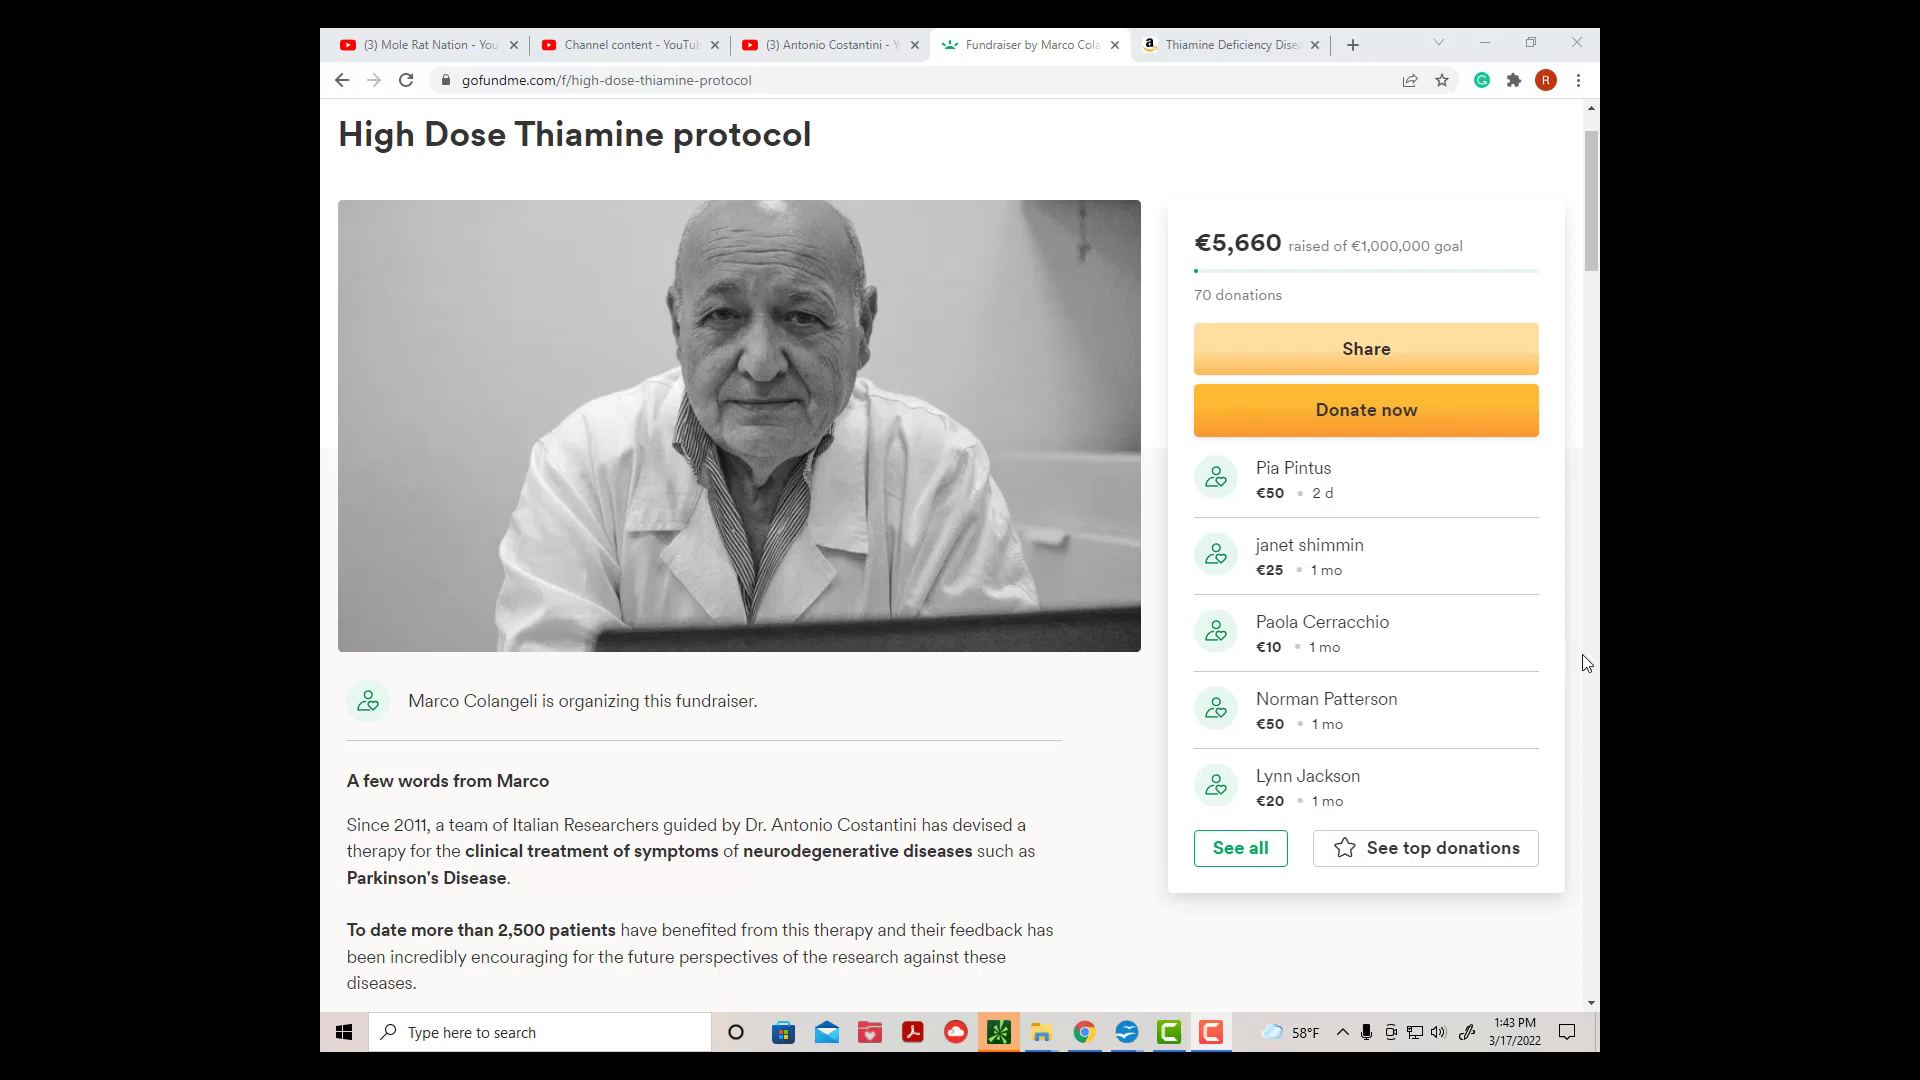 (3) Mole Rat Nation - You
Channel content - YouTub
(3) Antonio Costantini - Y
Fundraiser by Marco Cola
Thiamine Deficiency Dise
gofundme.com/f/high-dose-thiamine-protocol
R
High Dose Thiamine protocol
€5,660 raised of €1,000,000 goal
70 donations
Share
Donate now
Pia Pintus
€50 • 2 d
janet shimmin
€25 • 1 mo
Paola Cerracchio
€10 • 1 mo
Norman Patterson
€50 • 1 mo
Lynn Jackson
€20 • 1 mo
See all
See top donations
Marco Colangeli is organizing this fundraiser.
A few words from Marco
Since 2011, a team of Italian Researchers guided by Dr. Antonio Costantini has devised a
therapy for the clinical treatment of symptoms of neurodegenerative diseases such as
Parkinson's Disease.
To date more than 2,500 patients have benefited from this therapy and their feedback has
been incredibly encouraging for the future perspectives of the research against these
diseases.
Type here to search
58°F
1:43 PM
3/17/2022